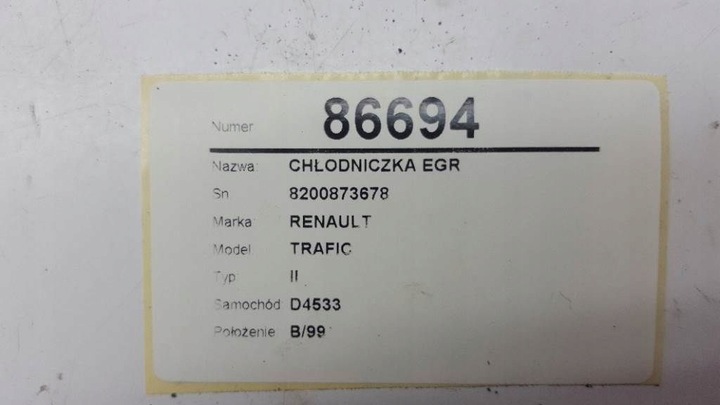 Numer 86694
Nazwa: CHŁODNICZKA EGR
Sn 8200873678
Marka RENAULT
Model TRAFIC
Typ II
Samochód D4533
Położenie B/99